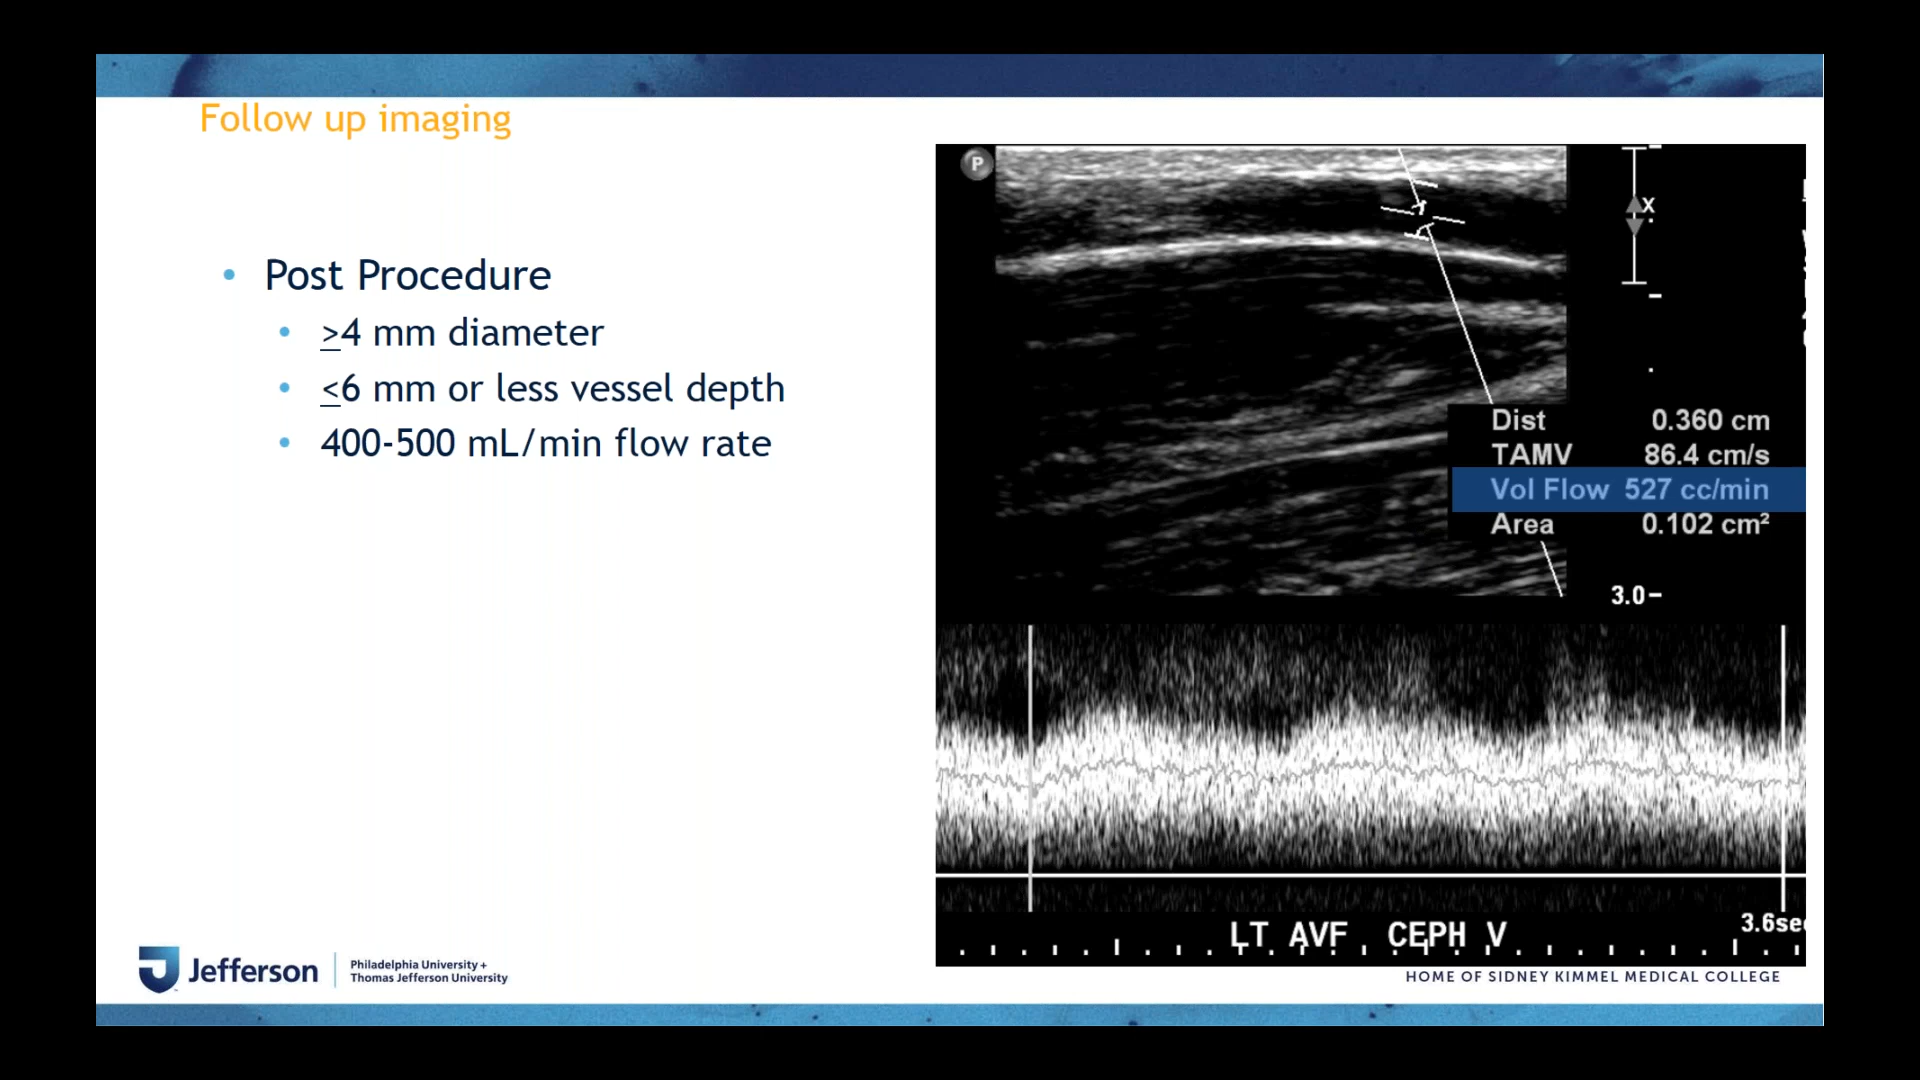 Follow up imaging
• Post Procedure
• ≥4 mm diameter
• ≤6 mm or less vessel depth
• 400-500 mL/min flow rate
P
X
Dist 0.360 cm
TAMV 86.4 cm/s
Vol Flow 527 cc/min
Area 0.102 cm²
3.0
3.6sec
LT AVF CEPH V
Jefferson
Philadelphia University +
Thomas Jefferson University
HOME OF SIDNEY KIMMEL MEDICAL COLLEGE